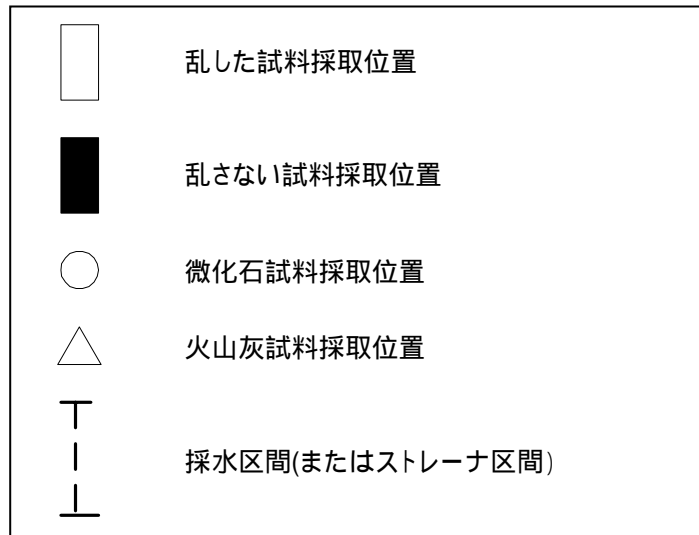 乱した試料採取位置
乱さない試料採取位置
微化石試料採取位置
火山灰試料採取位置
採水区間(またはストレーナ区間)